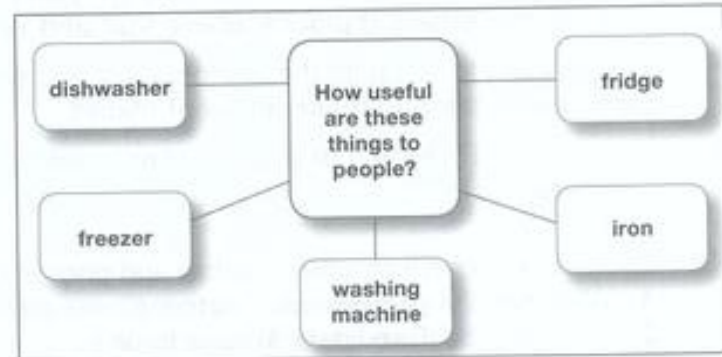 dishwasher
How useful
are these
things to
people?
fridge
freezer
washing
machine
iron